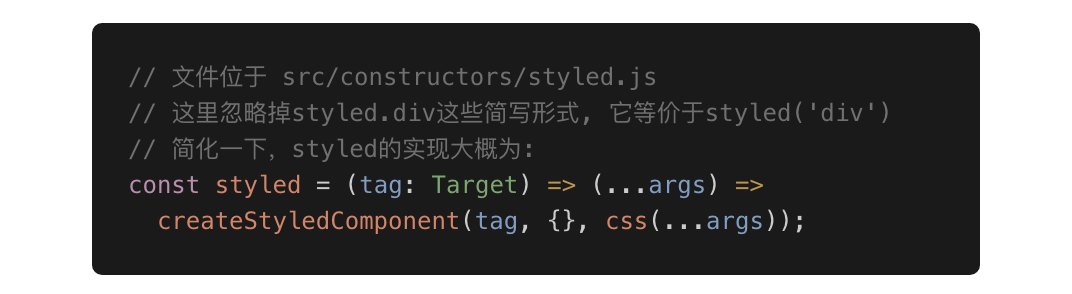 // 文件位于 src/constructors/styled.js
// 这里忽略掉styled.div这些简写形式, 它等价于styled('div')
// 简化一下，styled的实现大概为:
const styled = (tag: Target) => (...args) =>
  createStyledComponent(tag, {}, css(...args));